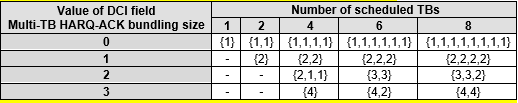 Value of DCI field Multi-TB HARQ-ACK bundling size | Number of scheduled TBs
1 | 2 | 4 | 6 | 8
0 | {1} | {1,1} | {1,1,1,1} | {1,1,1,1,1,1} | {1,1,1,1,1,1,1,1}
1 | - | {2} | {2,2} | {2,2,2} | {2,2,2,2}
2 | - | - | {2,1,1} | {3,3} | {3,3,2}
3 | - | - | {4} | {4,2} | {4,4}